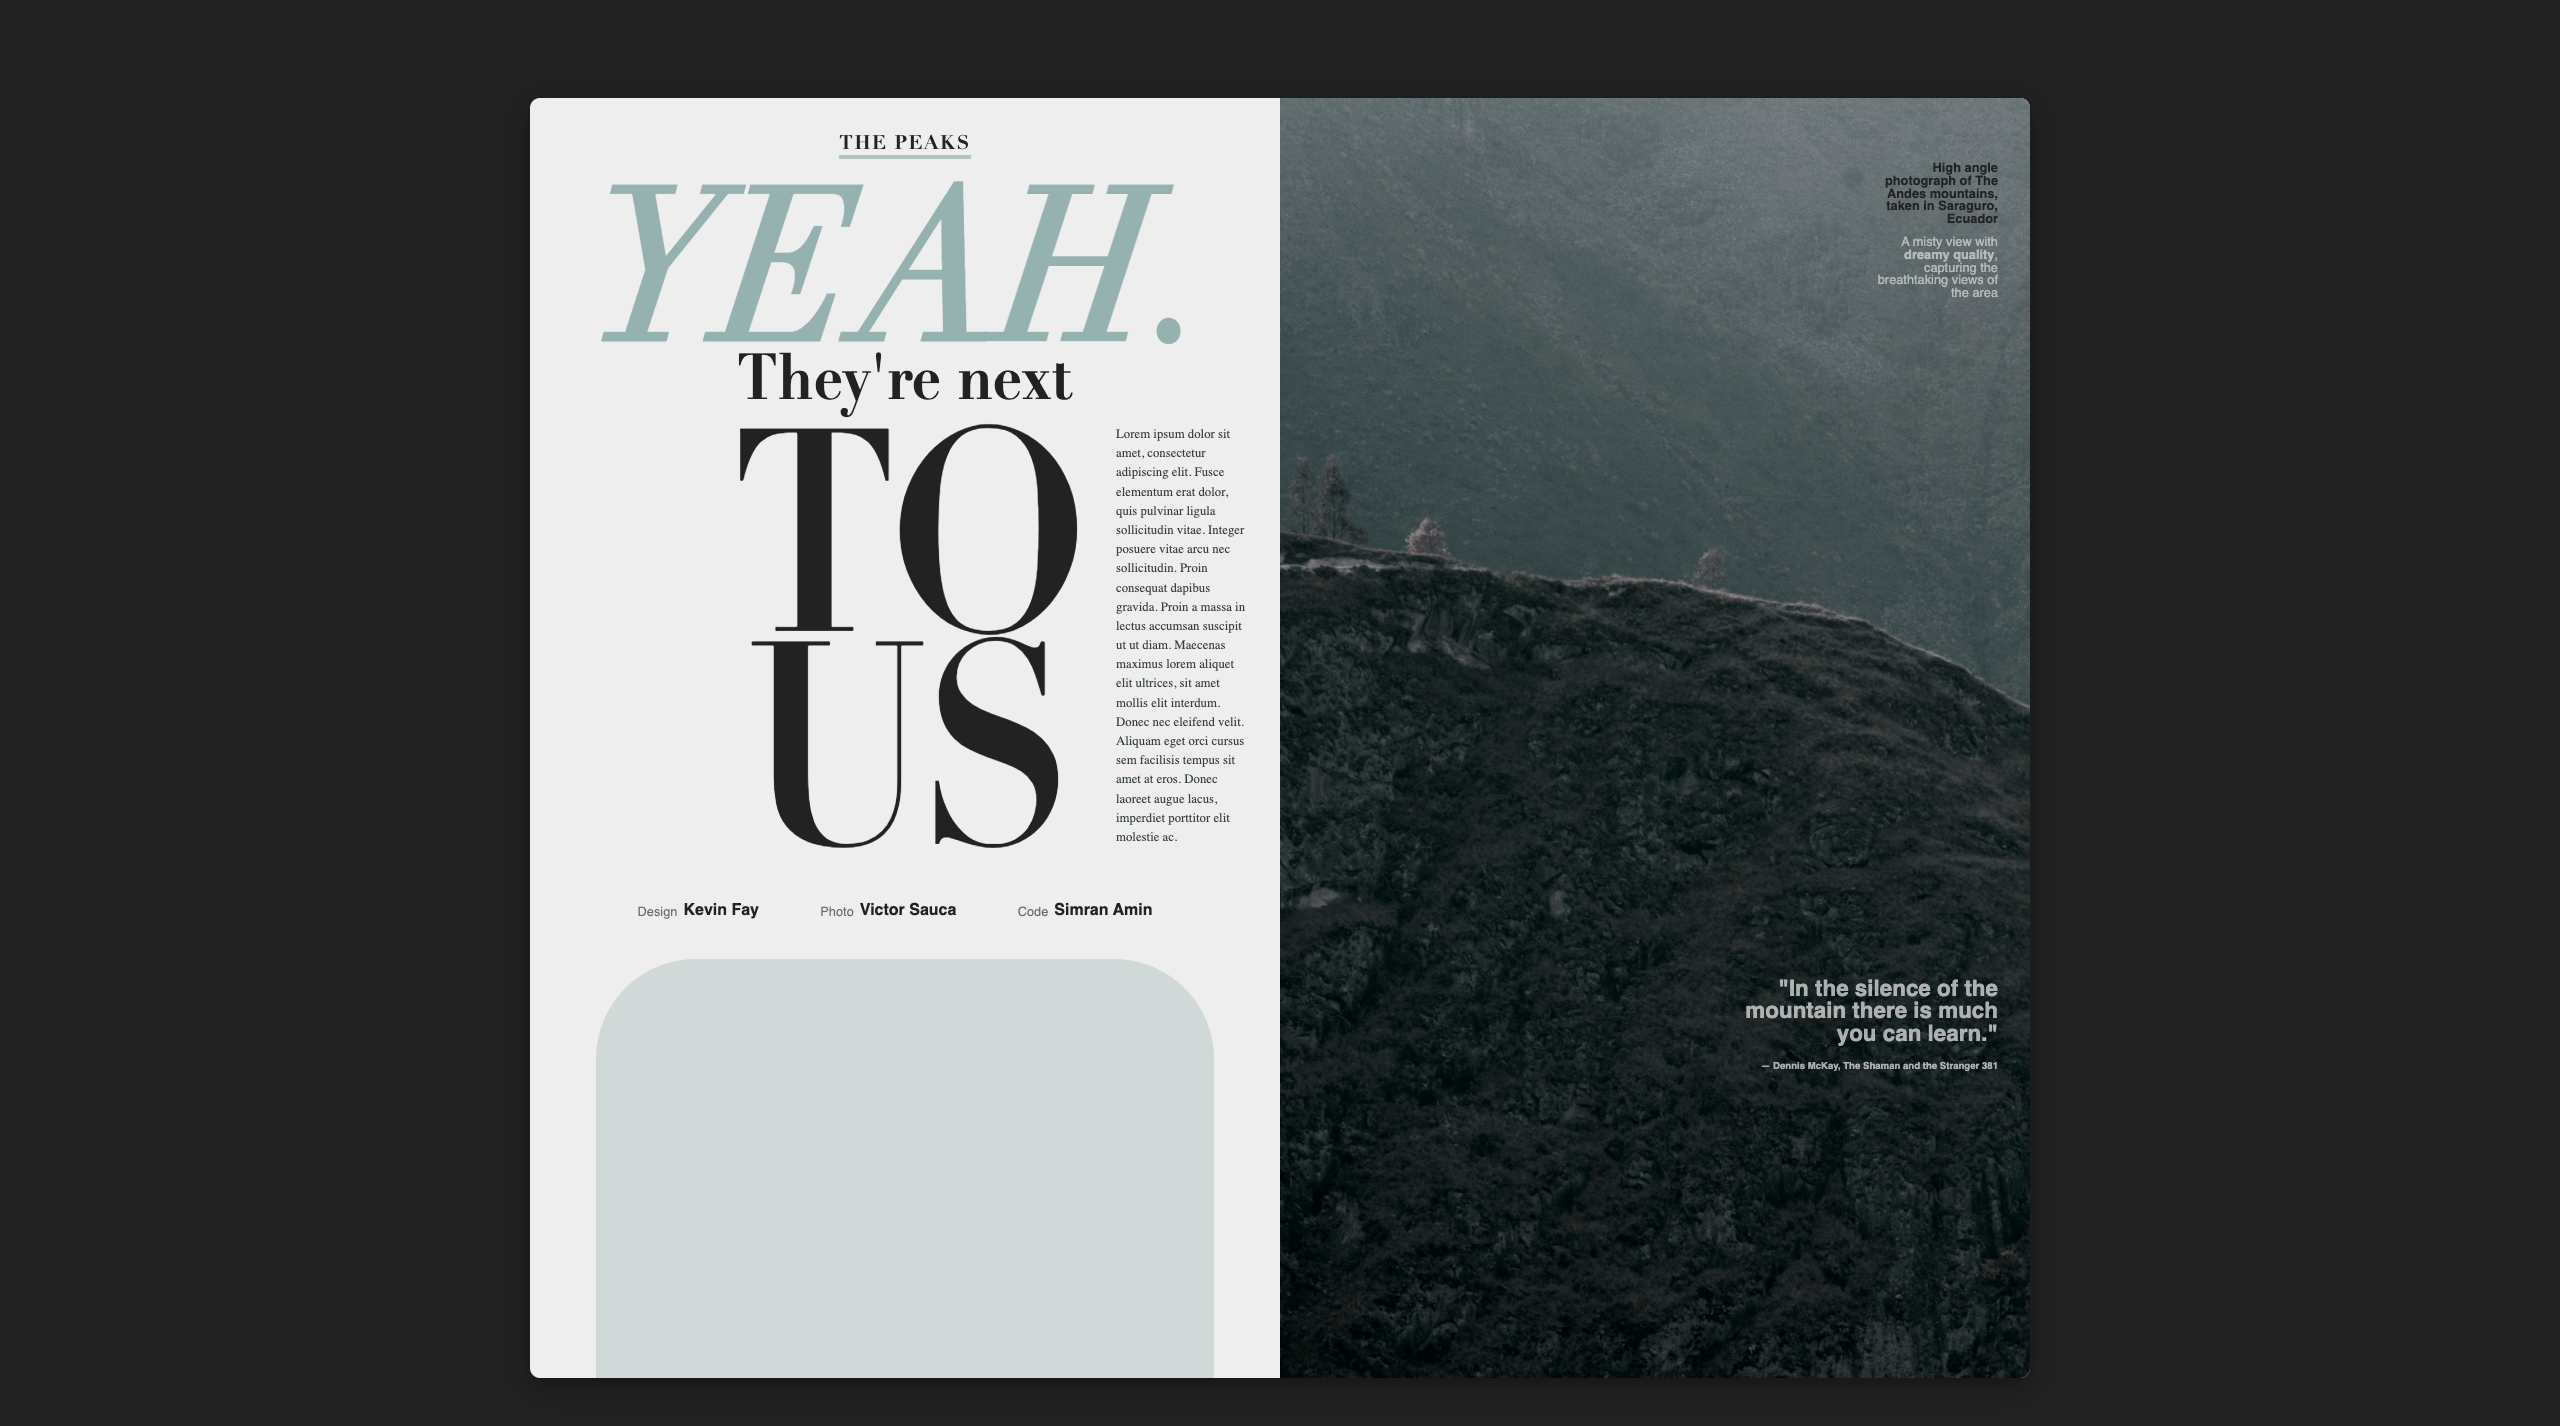 THE PEAKS
YEAH.
They're next
TO
US
Lorem ipsum dolor sit
amet, consectetur
adipiscing elit. Fusce
elementum erat dolor,
quis pulvinar ligula
sollicitudin vitae. Integer
posuere vitae arcu nec
sollicitudin. Proin
consequat dapibus
gravida. Proin a massa in
lectus accumsan suscipit
ut ut diam. Maecenas
maximus lorem aliquet
elit ultrices, sit amet
mollis elit interdum.
Donec nec eleifend velit.
Aliquam eget orci cursus
sem facilisis tempus sit
amet at eros. Donec
laoreet augue lacus,
imperdiet porttitor elit
molestie ac.
Design Kevin Fay
Photo Victor Sauca
Code Simran Amin
High angle
photograph of The
Andes mountains,
taken in Saraguro,
Ecuador
A misty view with
dreamy quality,
capturing the
breathtaking views of
the area
"In the silence of the
mountain there is much
you can learn."
— Dennis McKay, The Shaman and the Stranger 381